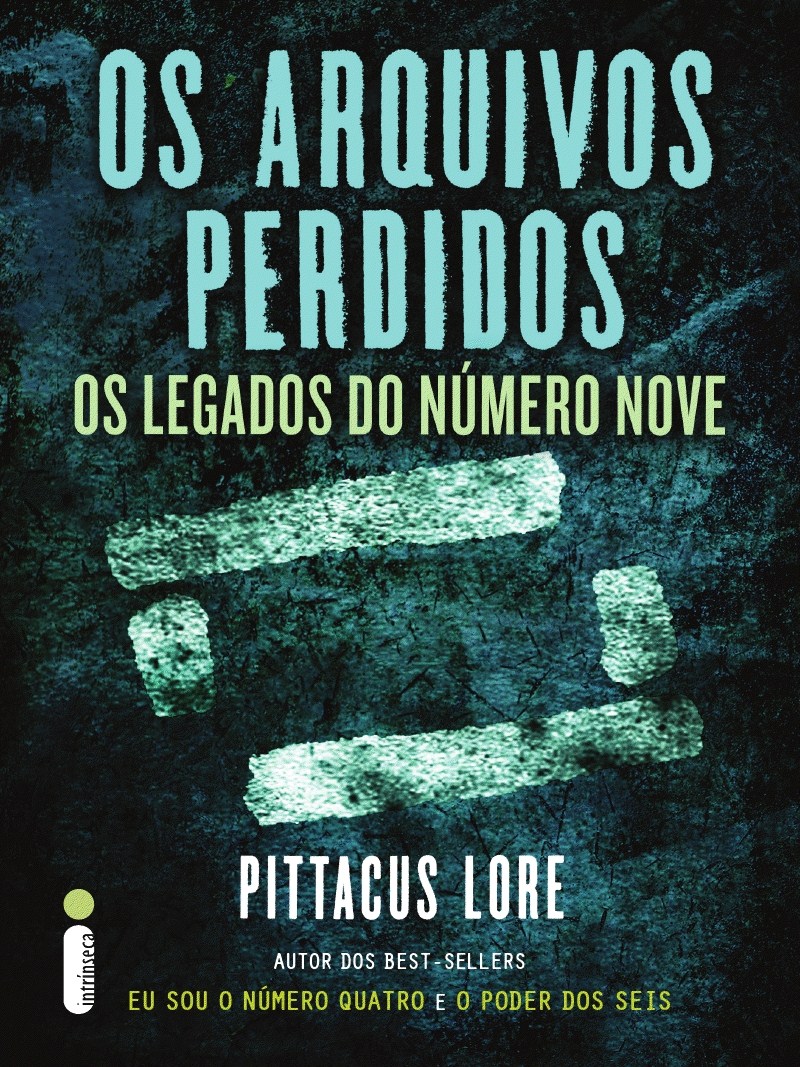 OS ARQUIVOS
PERDIDOS
OS LEGADOS DO NÚMERO NOVE
PITTACUS LORE
AUTOR DOS BEST-SELLERS
EU SOU O NÚMERO QUATRO E O PODER DOS SEIS
intrínseca